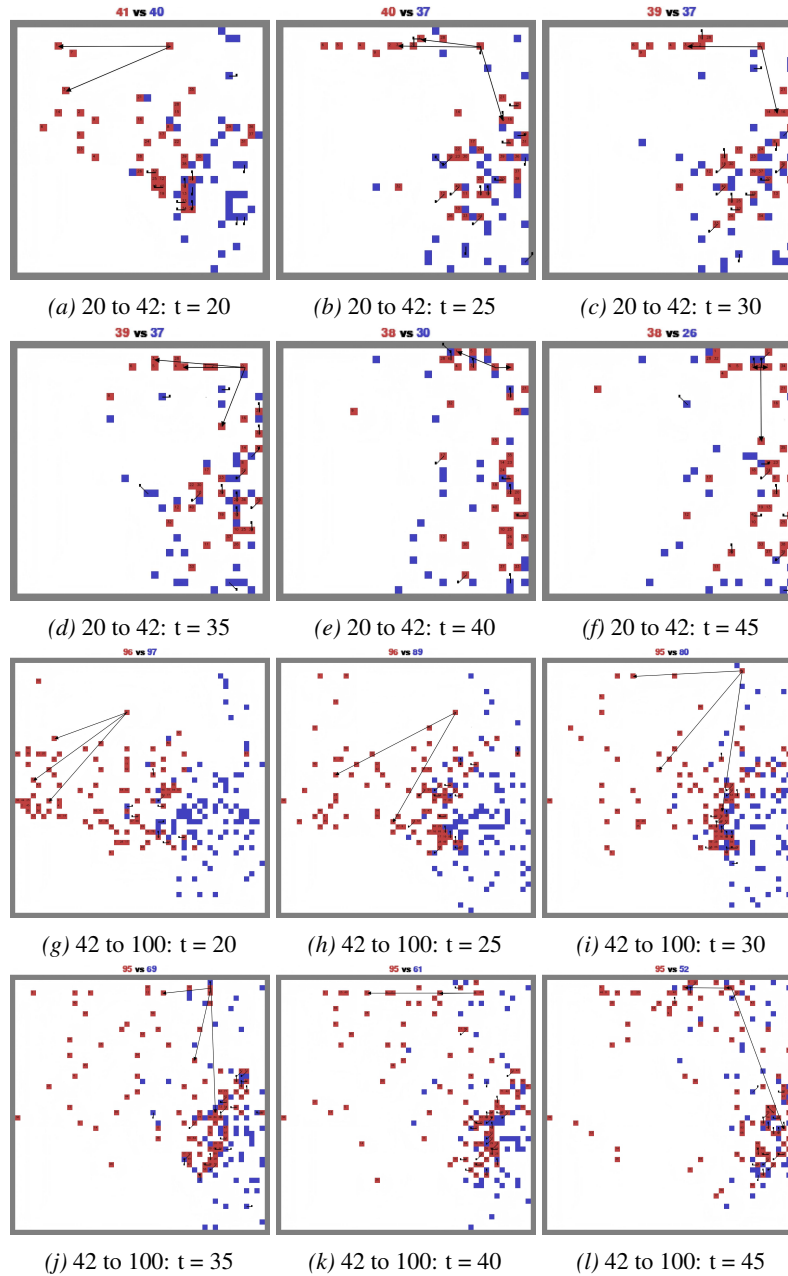 41 vs 40
40 vs 37
39 vs 37
(a) 20 to 42: t = 20
(b) 20 to 42: t = 25
(c) 20 to 42: t = 30
39 vs 37
38 vs 30
38 vs 26
(d) 20 to 42: t = 35
(e) 20 to 42: t = 40
(f) 20 to 42: t = 45
96 vs 97
96 vs 89
95 vs 80
(g) 42 to 100: t = 20
(h) 42 to 100: t = 25
(i) 42 to 100: t = 30
95 vs 69
95 vs 61
95 vs 52
(j) 42 to 100: t = 35
(k) 42 to 100: t = 40
(l) 42 to 100: t = 45